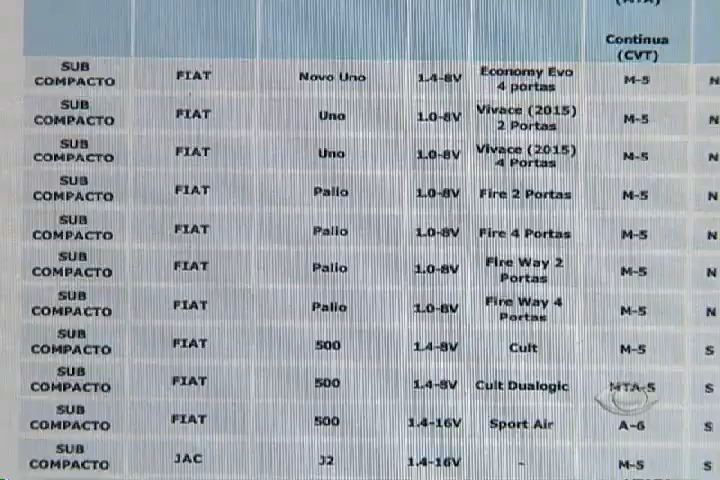 Continua
(CVT)
SUB COMPACTO FIAT Novo Uno 1.4-8V Economy Evo 4 portas M-5 N
SUB COMPACTO FIAT Uno 1.0-8V Vivace (2015) 2 Portas M-5 N
SUB COMPACTO FIAT Uno 1.0-8V Vivace (2015) 4 Portas M-5 N
SUB COMPACTO FIAT Palio 1.0-8V Fire 2 Portas M-5 N
SUB COMPACTO FIAT Palio 1.0-8V Fire 4 Portas M-5 N
SUB COMPACTO FIAT Palio 1.0-8V Fire Way 2 Portas M-5 N
SUB COMPACTO FIAT Palio 1.0-8V Fire Way 4 Portas M-5 N
SUB COMPACTO FIAT 500 1.4-8V Cult M-5 S
SUB COMPACTO FIAT 500 1.4-8V Cult Dualogic MTA-5 S
SUB COMPACTO FIAT 500 1.4-16V Sport Air A-6 S
SUB COMPACTO JAC J2 1.4-16V - M-5 S